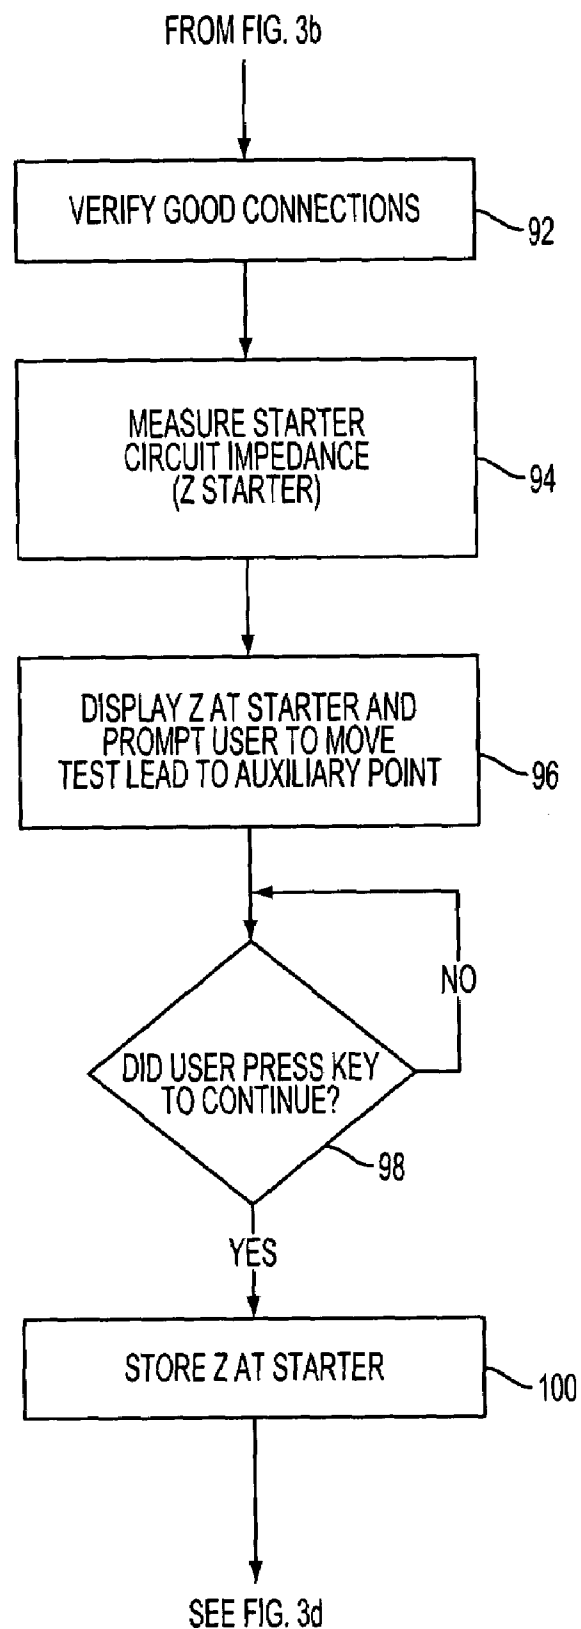 FROM FIG. 3b
VERIFY GOOD CONNECTIONS
92
MEASURE STARTER
CIRCUIT IMPEDANCE
(Z STARTER)
94
DISPLAY Z AT STARTER AND
PROMPT USER TO MOVE
TEST LEAD TO AUXILIARY POINT
96
NO
DID USER PRESS KEY
TO CONTINUE?
98
YES
STORE Z AT STARTER
100
SEE FIG. 3d